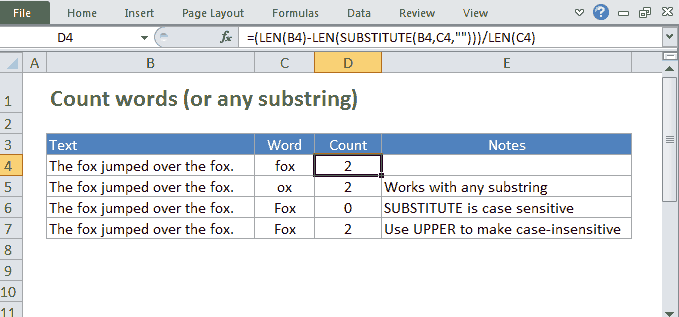 File Home Insert Page Layout Formulas Data Review View
D4 fx =(LEN(B4)-LEN(SUBSTITUTE(B4,C4,"")))/LEN(C4)
A B C D E
1 Count words (or any substring)
2
3 Text Word Count Notes
4 The fox jumped over the fox. fox 2
5 The fox jumped over the fox. ox 2 Works with any substring
6 The fox jumped over the fox. Fox 0 SUBSTITUTE is case sensitive
7 The fox jumped over the fox. Fox 2 Use UPPER to make case-insensitive
8
9
10
11